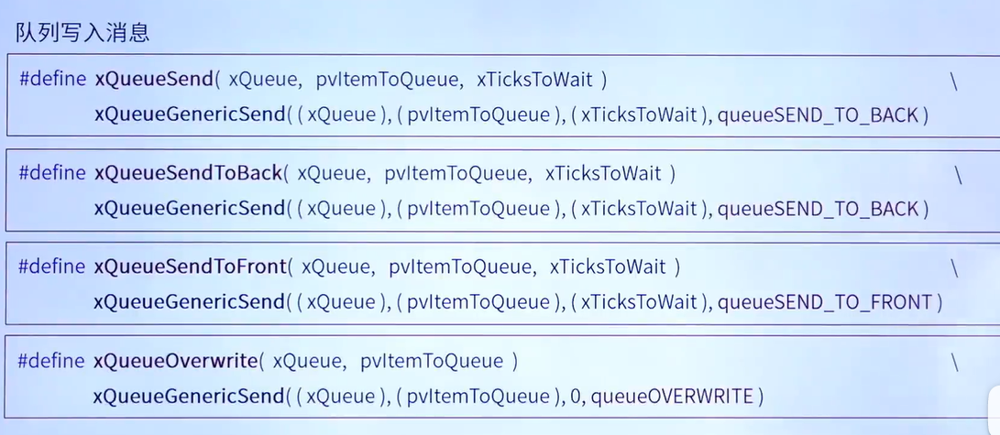 队列写入消息
#define xQueueSend( xQueue, pvItemToQueue, xTicksToWait ) \
xQueueGenericSend( ( xQueue ), ( pvItemToQueue ), ( xTicksToWait ), queueSEND_TO_BACK )
#define xQueueSendToBack( xQueue, pvItemToQueue, xTicksToWait ) \
xQueueGenericSend( ( xQueue ), ( pvItemToQueue ), ( xTicksToWait ), queueSEND_TO_BACK )
#define xQueueSendToFront( xQueue, pvItemToQueue, xTicksToWait ) \
xQueueGenericSend( ( xQueue ), ( pvItemToQueue ), ( xTicksToWait ), queueSEND_TO_FRONT )
#define xQueueOverwrite( xQueue, pvItemToQueue ) \
xQueueGenericSend( ( xQueue ), ( pvItemToQueue ), 0, queueOVERWRITE )